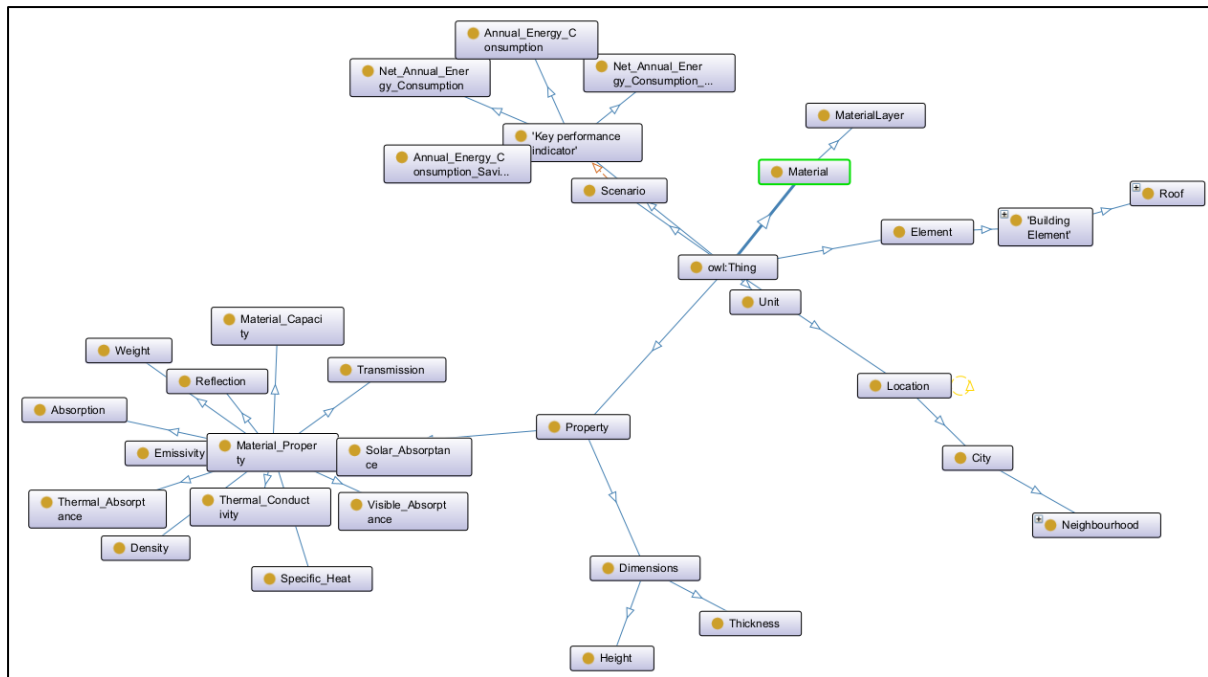 Annual_Energy_C
onsumption
Net_Annual_Ener
gy_Consumption
Net_Annual_Ener
gy_Consumption_...
MaterialLayer
'Key performance
indicator'
Annual_Energy_C
onsumption_Savi...
Material
Scenario
Roof
'Building
Element'
Element
owl:Thing
Unit
Material_Capaci
ty
Weight
Reflection
Transmission
Location
Absorption
Property
Material_Proper
ty
Emissivity
Solar_Absorpta
nce
City
Thermal_Absorpt
ance
Thermal_Conduct
ivity
Visible_Absorpt
ance
Neighbourhood
Density
Specific_Heat
Dimensions
Thickness
Height